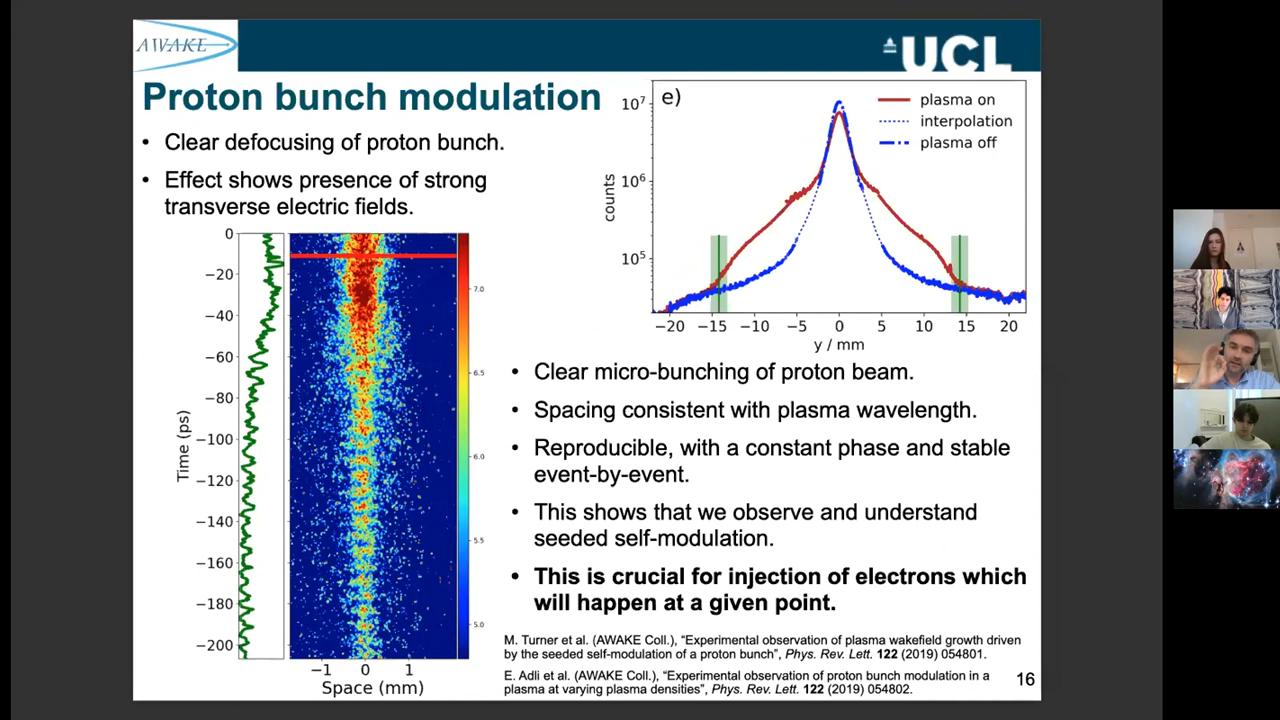 AWAKE
UCL
Proton bunch modulation
• Clear defocusing of proton bunch.
• Effect shows presence of strong
transverse electric fields.
0
−20
−40
−60
−80
−100
−120
−140
−160
−180
−200
Time (ps)
−1 0 1
Space (mm)
7.0
6.5
6.0
5.5
5.0
e)
plasma on
interpolation
plasma off
10⁷
10⁶
10⁵
counts
−20 −15 −10 −5 0 5 10 15 20
y / mm
• Clear micro-bunching of proton beam.
• Spacing consistent with plasma wavelength.
• Reproducible, with a constant phase and stable
event-by-event.
• This shows that we observe and understand
seeded self-modulation.
• This is crucial for injection of electrons which
will happen at a given point.
M. Turner et al. (AWAKE Coll.), “Experimental observation of plasma wakefield growth driven
by the seeded self-modulation of a proton bunch”, Phys. Rev. Lett. 122 (2019) 054801.
E. Adli et al. (AWAKE Coll.), “Experimental observation of proton bunch modulation in a
plasma at varying plasma densities”, Phys. Rev. Lett. 122 (2019) 054802.
16